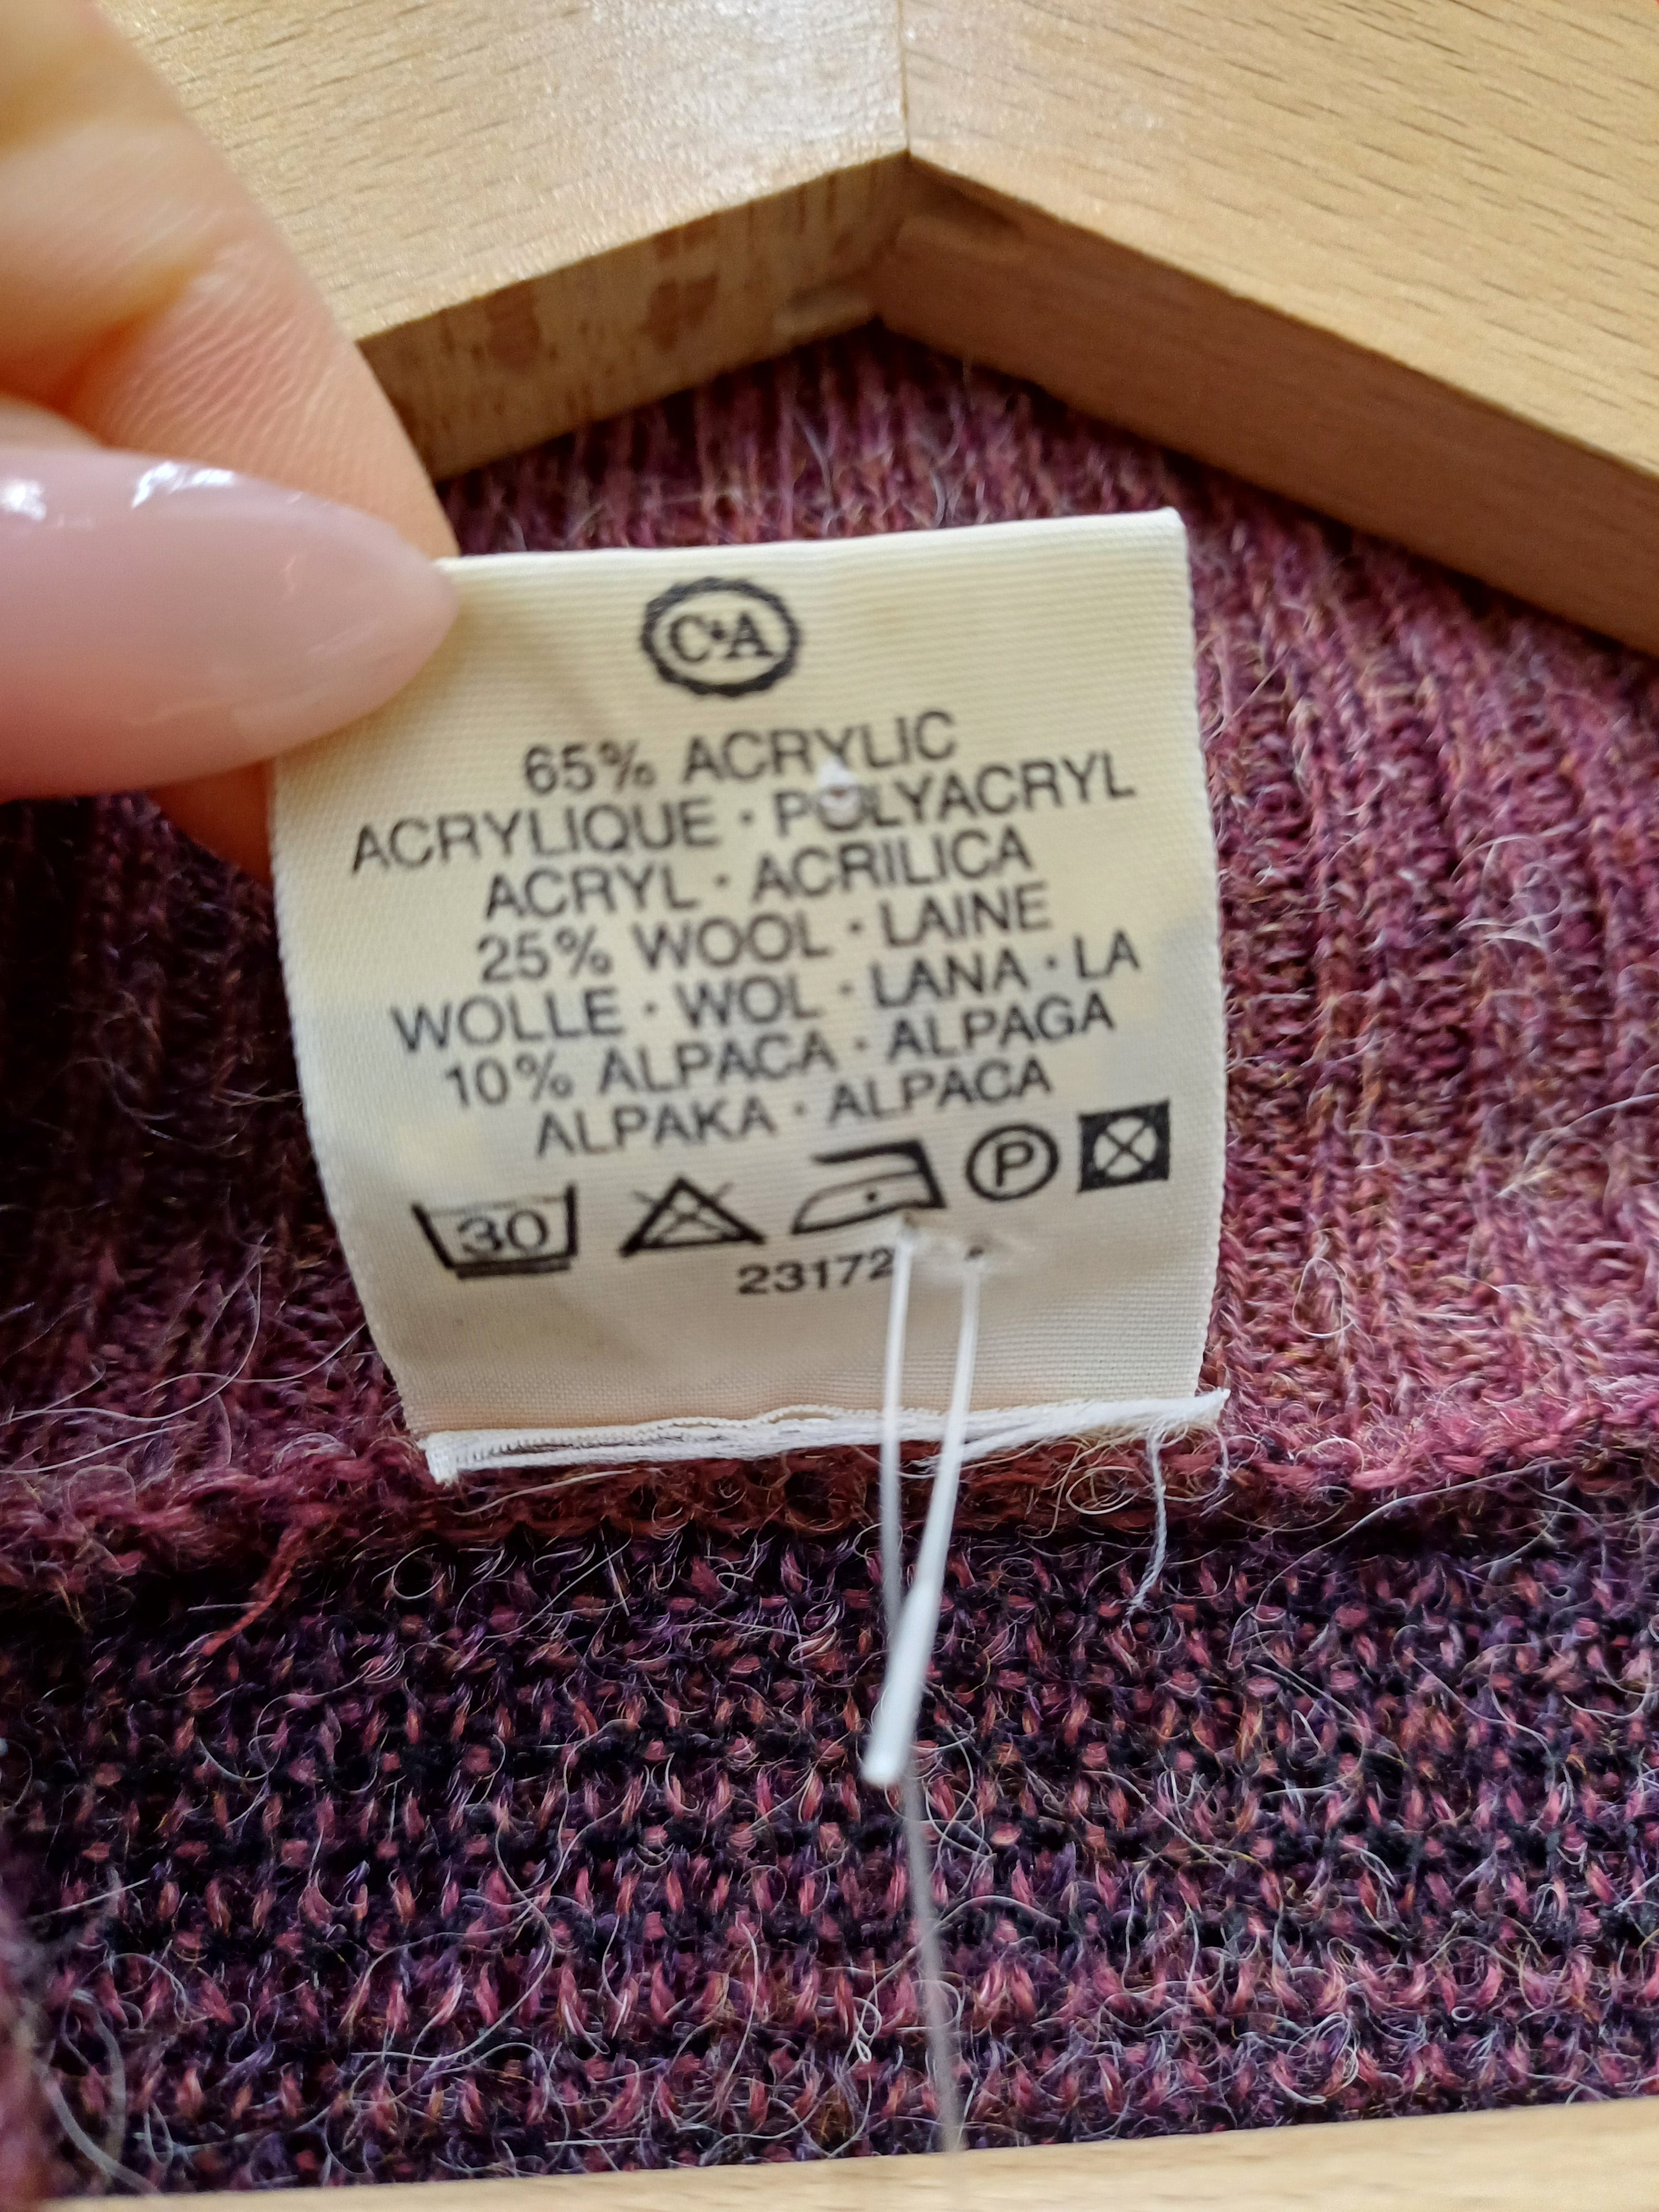 C&A
65% ACRYLIC
ACRYLIQUE · POLYACRYL
ACRYL · ACRILICA
25% WOOL · LAINE
WOLLE · WOL · LANA · LA
10% ALPACA · ALPAGA
ALPAKA · ALPACA
30 P
23172